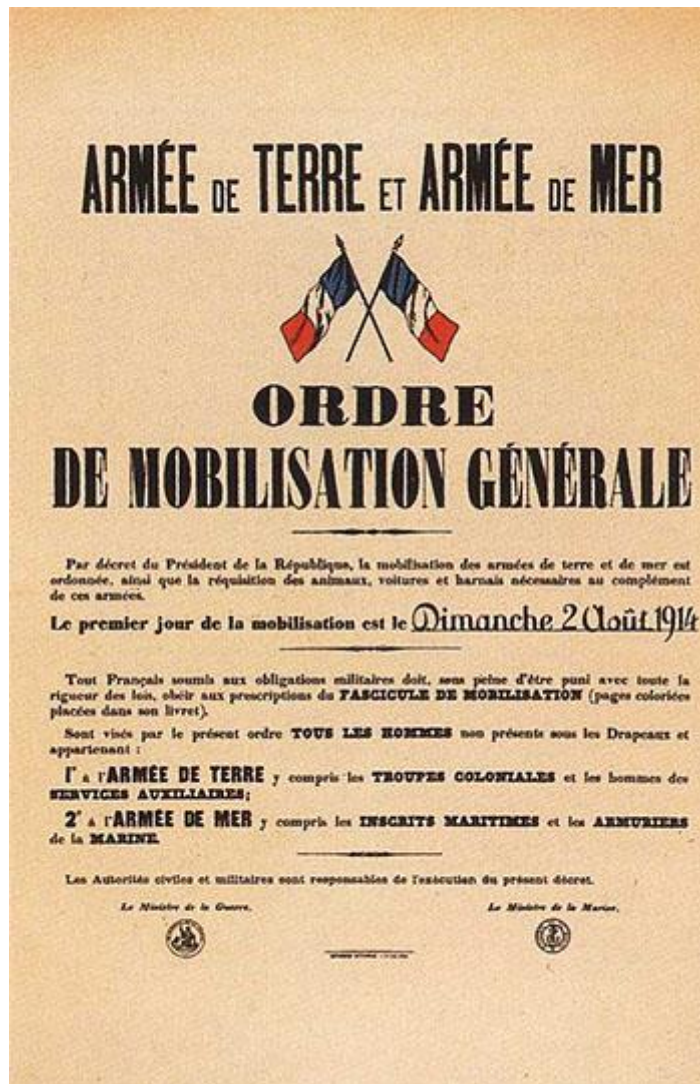 ARMÉE DE TERRE ET ARMÉE DE MER
ORDRE
DE MOBILISATION GÉNÉRALE
Par décret du Président de la République, la mobilisation des armées de terre et de mer est
ordonnée, ainsi que la réquisition des animaux, voitures et harnais nécessaires au complément
de ces armées.
Le premier jour de la mobilisation est le Dimanche 2 Août 1914
Tout Français soumis aux obligations militaires doit, sous peine d'être puni avec toute la
rigueur des lois, obéir aux prescriptions du FASCICULE DE MOBILISATION (pages coloriées
placées dans son livret).
Sont visés par le présent ordre TOUS LES HOMMES non présents sous les Drapeaux et
appartenant :
1° à l'ARMÉE DE TERRE y compris les TROUPES COLONIALES et les hommes des
SERVICES AUXILIAIRES;
2° à l'ARMÉE DE MER y compris les INSCRITS MARITIMES et les ARMURIERS
de la MARINE.
Les Autorités civiles et militaires sont responsables de l'exécution du présent décret.
Le Ministre de la Guerre, Le Ministre de la Marine,